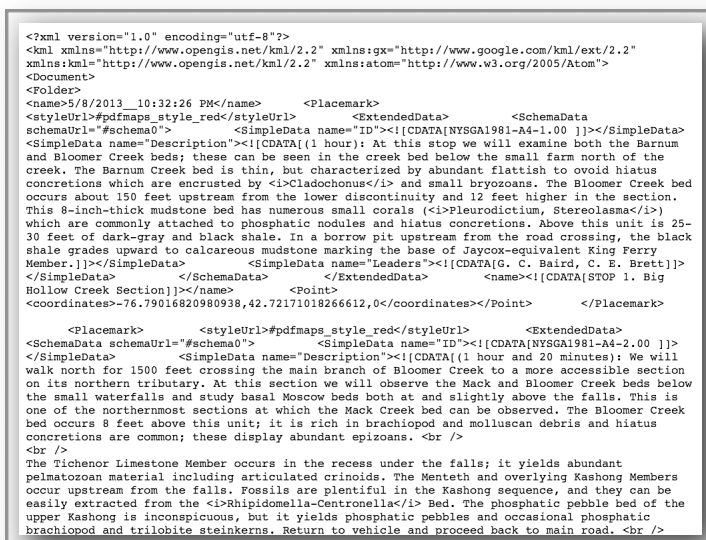 <?xml version="1.0" encoding="utf-8"?>
<kml xmlns="http://www.opengis.net/kml/2.2" xmlns:gx="http://www.google.com/kml/ext/2.2"
xmlns:kml="http://www.opengis.net/kml/2.2" xmlns:atom="http://www.w3.org/2005/Atom">
<Document>
<Folder>
<name>5/8/2013__10:32:26 PM</name> <Placemark>
<styleUrl>#pdfmaps_style_red</styleUrl> <ExtendedData> <SchemaData
schemaUrl="#schema0"> <SimpleData name="ID"><![CDATA[NYSGA1981-A4-1.00 ]]></SimpleData>
<SimpleData name="Description"><![CDATA[(1 hour): At this stop we will examine both the Barnum
and Bloomer Creek beds; these can be seen in the creek bed below the small farm north of the
creek. The Barnum Creek bed is thin, but characterized by abundant flattish to ovoid hiatus
concretions which are encrusted by <i>Cladochonus</i> and small bryozoans. The Bloomer Creek bed
occurs about 150 feet upstream from the lower discontinuity and 12 feet higher in the section.
This 8-inch-thick mudstone bed has numerous small corals (<i>Pleurodictium, Stereolasma</i>)
which are commonly attached to phosphatic nodules and hiatus concretions. Above this unit is 25-
30 feet of dark-gray and black shale. In a borrow pit upstream from the road crossing, the black
shale grades upward to calcareous mudstone marking the base of Jaycox-equivalent King Ferry
Member.]]></SimpleData> <SimpleData name="Leaders"><![CDATA[G. C. Baird, C. E. Brett]]>
</SimpleData> </SchemaData> </ExtendedData> <name><![CDATA[STOP 1. Big
Hollow Creek Section]]></name> <Point>
<coordinates>-76.79016820980938,42.72171018266612,0</coordinates></Point> </Placemark>
<Placemark> <styleUrl>#pdfmaps_style_red</styleUrl> <ExtendedData>
<SchemaData schemaUrl="#schema0"> <SimpleData name="ID"><![CDATA[NYSGA1981-A4-2.00 ]]>
</SimpleData> <SimpleData name="Description"><![CDATA[(1 hour and 20 minutes): We will
walk north for 1500 feet crossing the main branch of Bloomer Creek to a more accessible section
on its northern tributary. At this section we will observe the Mack and Bloomer Creek beds below
the small waterfalls and study basal Moscow beds both at and slightly above the falls. This is
one of the northernmost sections at which the Mack Creek bed can be observed. The Bloomer Creek
bed occurs 8 feet above this unit; it is rich in brachiopod and molluscan debris and hiatus
concretions are common; these display abundant epizoans. <br />
<br />
The Tichenor Limestone Member occurs in the recess under the falls; it yields abundant
pelmatozoan material including articulated crinoids. The Menteth and overlying Kashong Members
occur upstream from the falls. Fossils are plentiful in the Kashong sequence, and they can be
easily extracted from the <i>Rhipidomella-Centronella</i> Bed. The phosphatic pebble bed of the
upper Kashong is inconspicuous, but it yields phosphatic pebbles and occasional phosphatic
brachiopod and trilobite steinkerns. Return to vehicle and proceed back to main road. <br />